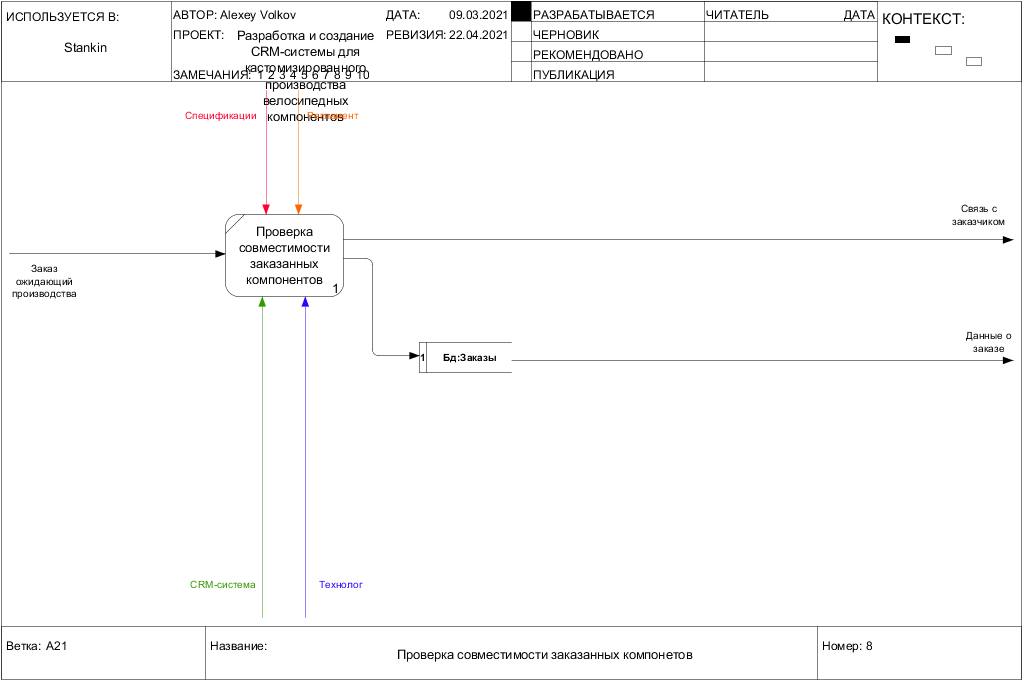 ИСПОЛЬЗУЕТСЯ В:
Stankin
АВТОР: Alexey Volkov
ДАТА: 09.03.2021
ПРОЕКТ:
Разработка и создание
CRM-системы для
кастомизированного
производства
велосипедных
компонентов
РЕВИЗИЯ: 22.04.2021
ЗАМЕЧАНИЯ: 1 2 3 4 5 6 7 8 9 10
РАЗРАБАТЫВАЕТСЯ
ЧЕРНОВИК
РЕКОМЕНДОВАНО
ПУБЛИКАЦИЯ
ЧИТАТЕЛЬ ДАТА
КОНТЕКСТ:
Спецификации
Проверка
совместимости
заказанных
компонентов
1
Связь с
заказчиком
Заказ
ожидающий
производства
1 Бд:Заказы
Данные о
заказе
CRM-система
Технолог
Ветка: A21
Название:
Проверка совместимости заказанных компонетов
Номер: 8